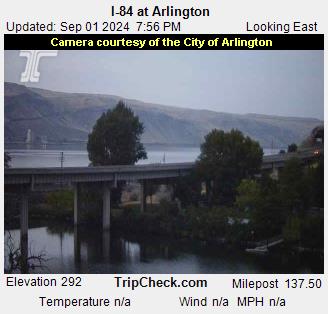 I-84 at Arlington
Updated: Sep 01 2024 7:56 PM Looking East
Camera courtesy of the City of Arlington
Elevation 292 TripCheck.com Milepost 137.50
Temperature n/a Wind n/a MPH n/a